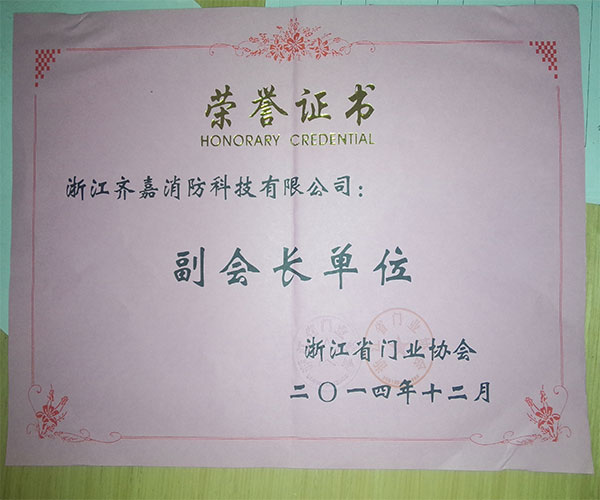 荣誉证书
HONORARY CREDENTIAL
浙江齐嘉消防科技有限公司：
副会长单位
浙江省门业协会
二〇一四年十二月